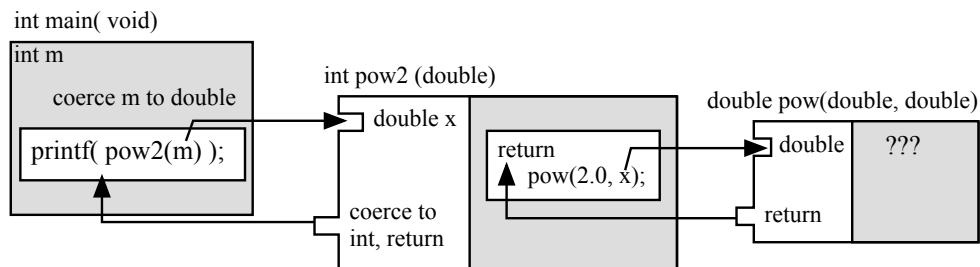 int main( void)
int m
coerce m to double
printf( pow2(m) );
int pow2 (double)
double x
coerce to
int, return
return
pow(2.0, x);
double pow(double, double)
double
return
???